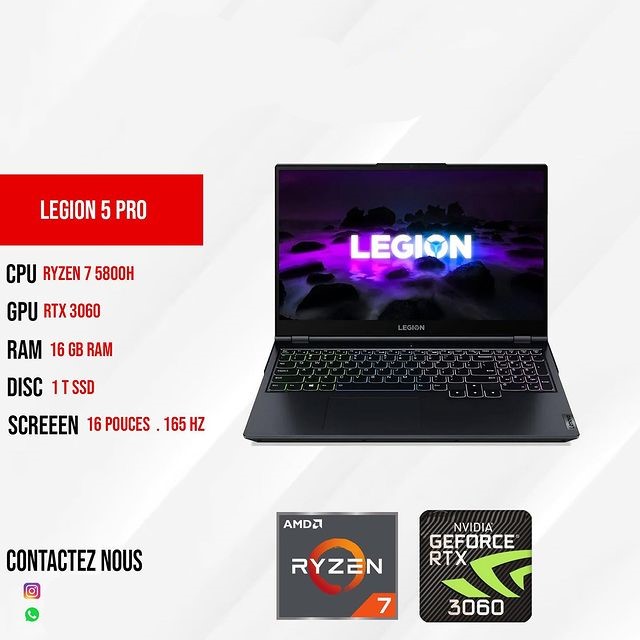 LEGION 5 PRO
CPU RYZEN 7 5800H
GPU RTX 3060
RAM 16 GB RAM
DISC 1 T SSD
SCREEEN 16 POUCES . 165 HZ
LEGION
LEGION
AMD
RYZEN
7
NVIDIA
GEFORCE
RTX
3060
CONTACTEZ NOUS